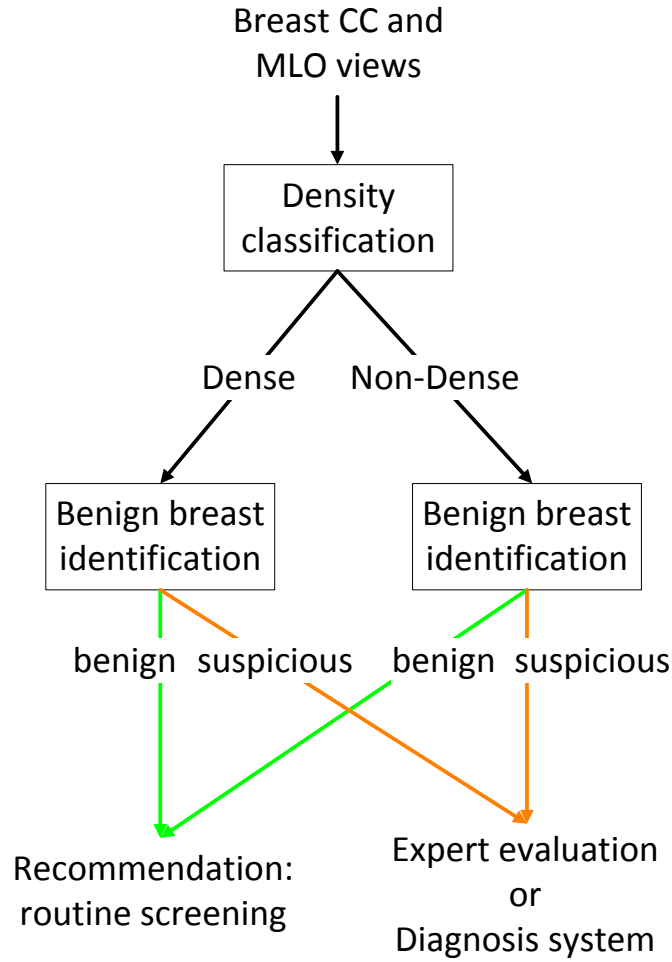 Breast CC and
MLO views
Density
classification
Dense
Non-Dense
Benign breast
identification
Benign breast
identification
benign
suspicious
benign
suspicious
Recommendation:
routine screening
Expert evaluation
or
Diagnosis system